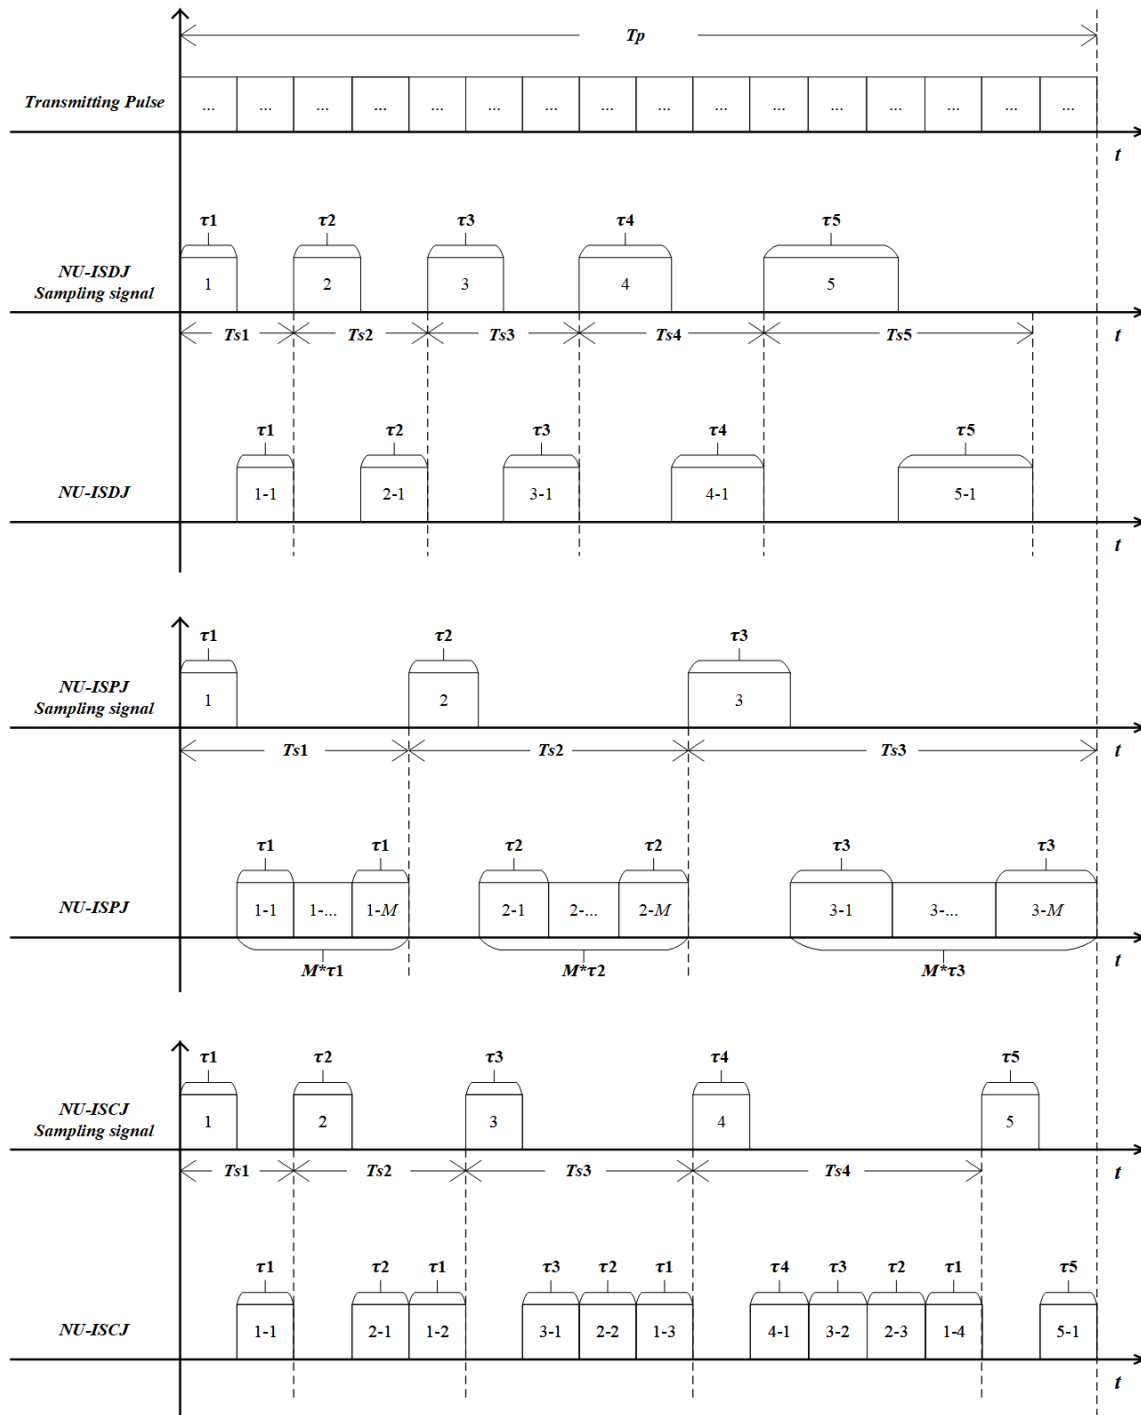 Tp
Transmitting Pulse ... ... ... ... ... ... ... ... ... ... ... ... ... ... ... ...
t
τ1 τ2 τ3 τ4 τ5
NU-ISDJ
Sampling signal
1 2 3 4 5
Ts1 Ts2 Ts3 Ts4 Ts5 t
τ1 τ2 τ3 τ4 τ5
NU-ISDJ 1-1 2-1 3-1 4-1 5-1
t
τ1 τ2 τ3
NU-ISPJ
Sampling signal
1 2 3
Ts1 Ts2 Ts3 t
τ1 τ1 τ2 τ2 τ3 τ3
NU-ISPJ 1-1 1-... 1-M 2-1 2-... 2-M 3-1 3-... 3-M
M*τ1 M*τ2 M*τ3 t
τ1 τ2 τ3 τ4 τ5
NU-ISCJ
Sampling signal
1 2 3 4 5
Ts1 Ts2 Ts3 Ts4 t
τ1 τ2 τ1 τ3 τ2 τ1 τ4 τ3 τ2 τ1 τ5
NU-ISCJ 1-1 2-1 1-2 3-1 2-2 1-3 4-1 3-2 2-3 1-4 5-1
t